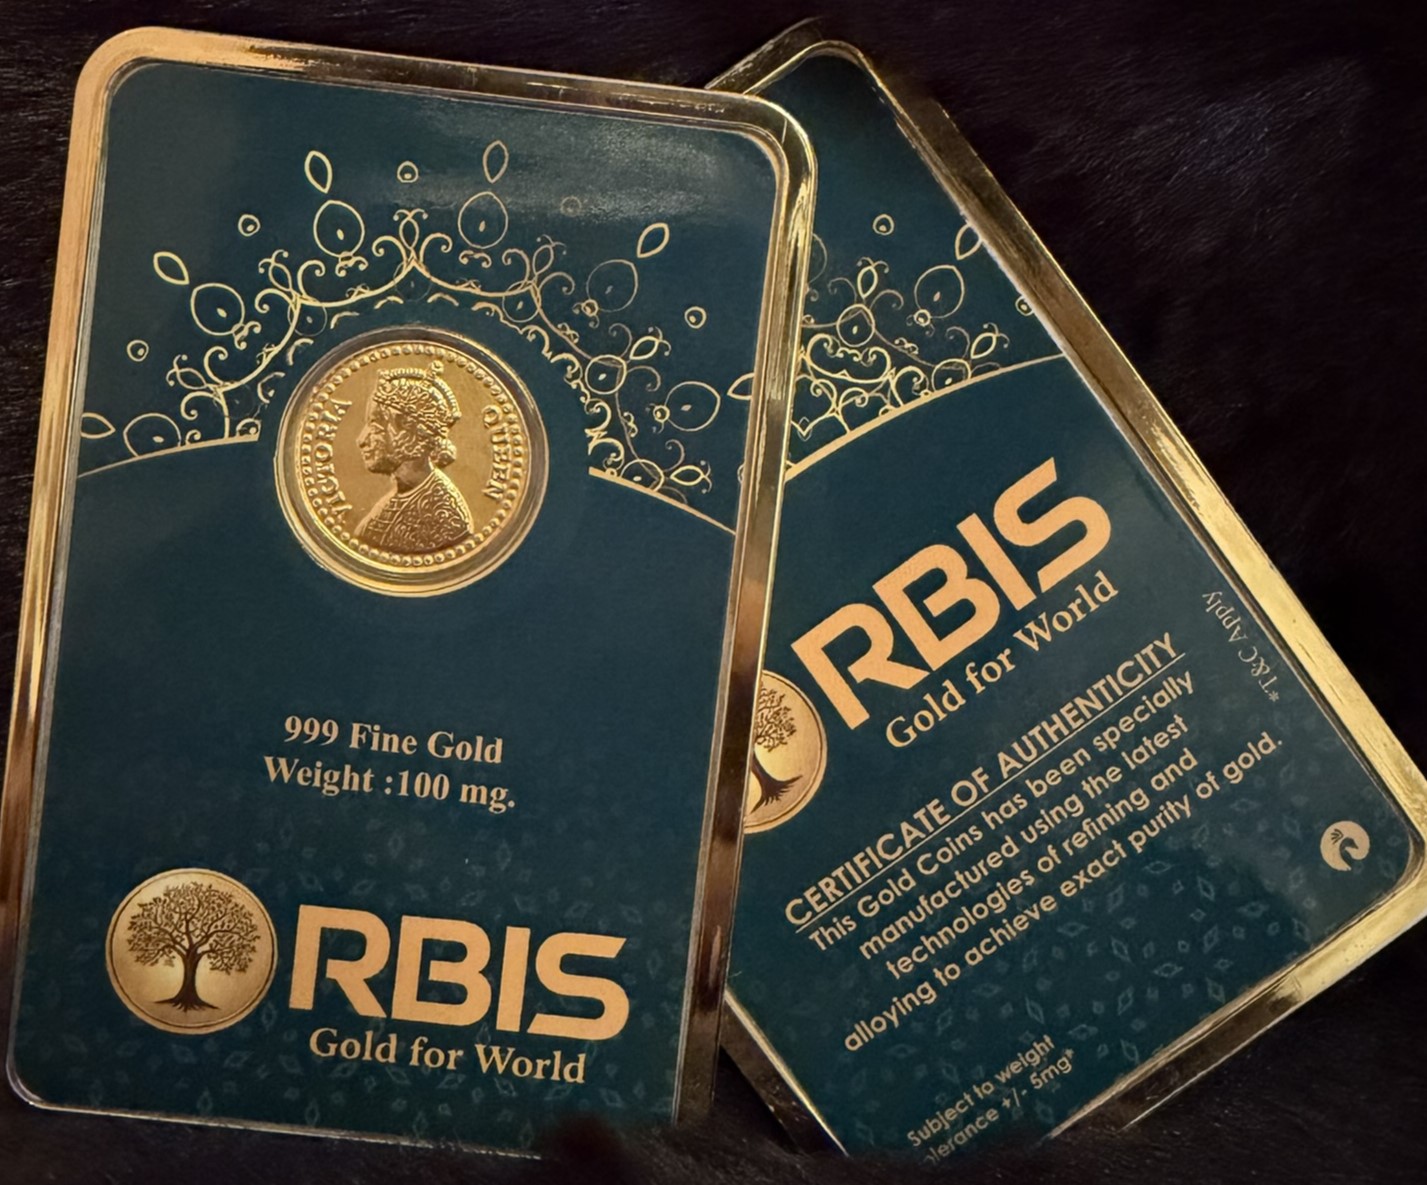 VICTORIA QUEEN
999 Fine Gold
Weight :100 mg.
RBIS
Gold for World
RBIS
Gold for World
CERTIFICATE OF AUTHENTICITY
This Gold Coins has been specially
manufactured using the latest
technologies of refining and
alloying to achieve exact purity of gold.
Subject to weight
olerance +/- 5mg*
*T&C Apply